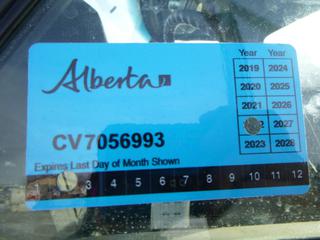 Year Year
Alberta
2019 2024
2020 2025
2021 2026
2027
CV7056993
2023 2028
Expires Last Day of Month Shown
3 4 5 6 7 8 9 10 11 12